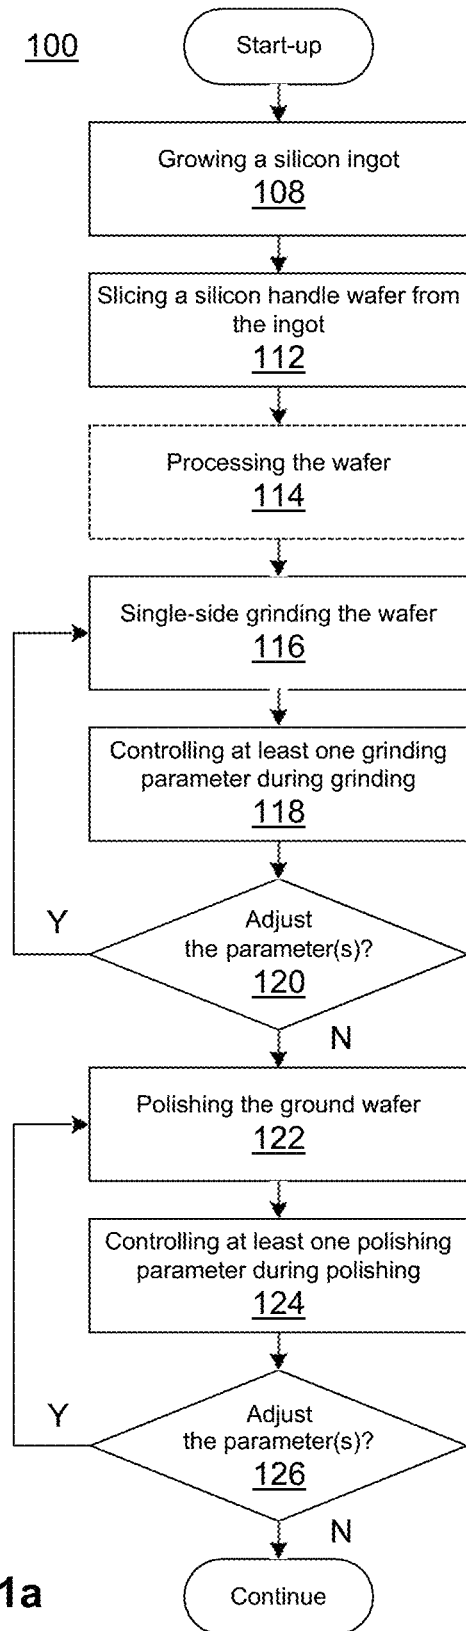 100
Start-up
Growing a silicon ingot
108
Slicing a silicon handle wafer from
the ingot
112
Processing the wafer
114
Single-side grinding the wafer
116
Controlling at least one grinding
parameter during grinding
118
Adjust
the parameter(s)?
120
Y
N
Polishing the ground wafer
122
Controlling at least one polishing
parameter during polishing
124
Adjust
the parameter(s)?
126
Y
N
Continue
1a